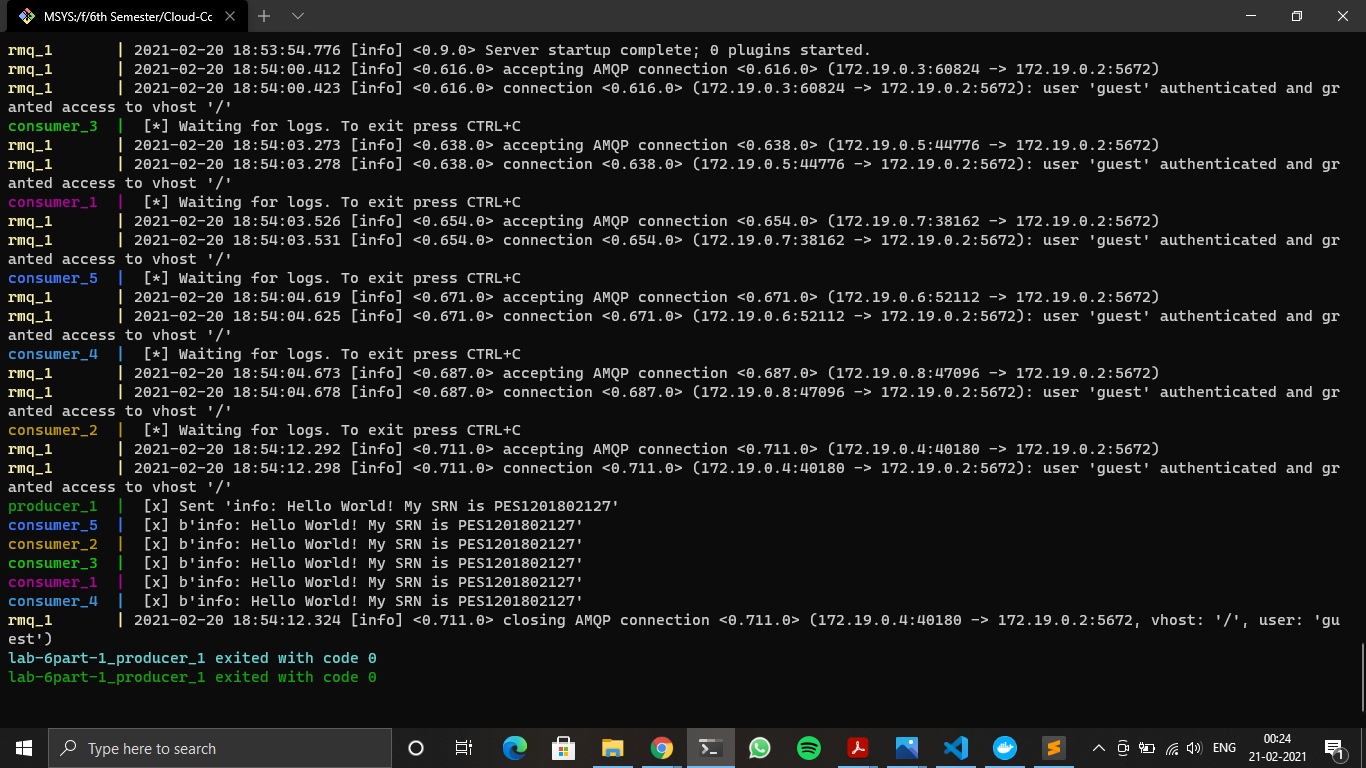 MSYS:/f/6th Semester/Cloud-Cc
rmq_1 | 2021-02-20 18:53:54.776 [info] <0.9.0> Server startup complete; 0 plugins started.
rmq_1 | 2021-02-20 18:54:00.412 [info] <0.616.0> accepting AMQP connection <0.616.0> (172.19.0.3:60824 -> 172.19.0.2:5672)
rmq_1 | 2021-02-20 18:54:00.423 [info] <0.616.0> connection <0.616.0> (172.19.0.3:60824 -> 172.19.0.2:5672): user 'guest' authenticated and gr
anted access to vhost '/'
consumer_3 | [*] Waiting for logs. To exit press CTRL+C
rmq_1 | 2021-02-20 18:54:03.273 [info] <0.638.0> accepting AMQP connection <0.638.0> (172.19.0.5:44776 -> 172.19.0.2:5672)
rmq_1 | 2021-02-20 18:54:03.278 [info] <0.638.0> connection <0.638.0> (172.19.0.5:44776 -> 172.19.0.2:5672): user 'guest' authenticated and gr
anted access to vhost '/'
consumer_1 | [*] Waiting for logs. To exit press CTRL+C
rmq_1 | 2021-02-20 18:54:03.526 [info] <0.654.0> accepting AMQP connection <0.654.0> (172.19.0.7:38162 -> 172.19.0.2:5672)
rmq_1 | 2021-02-20 18:54:03.531 [info] <0.654.0> connection <0.654.0> (172.19.0.7:38162 -> 172.19.0.2:5672): user 'guest' authenticated and gr
anted access to vhost '/'
consumer_5 | [*] Waiting for logs. To exit press CTRL+C
rmq_1 | 2021-02-20 18:54:04.619 [info] <0.671.0> accepting AMQP connection <0.671.0> (172.19.0.6:52112 -> 172.19.0.2:5672)
rmq_1 | 2021-02-20 18:54:04.625 [info] <0.671.0> connection <0.671.0> (172.19.0.6:52112 -> 172.19.0.2:5672): user 'guest' authenticated and gr
anted access to vhost '/'
consumer_4 | [*] Waiting for logs. To exit press CTRL+C
rmq_1 | 2021-02-20 18:54:04.673 [info] <0.687.0> accepting AMQP connection <0.687.0> (172.19.0.8:47096 -> 172.19.0.2:5672)
rmq_1 | 2021-02-20 18:54:04.678 [info] <0.687.0> connection <0.687.0> (172.19.0.8:47096 -> 172.19.0.2:5672): user 'guest' authenticated and gr
anted access to vhost '/'
consumer_2 | [*] Waiting for logs. To exit press CTRL+C
rmq_1 | 2021-02-20 18:54:12.292 [info] <0.711.0> accepting AMQP connection <0.711.0> (172.19.0.4:40180 -> 172.19.0.2:5672)
rmq_1 | 2021-02-20 18:54:12.298 [info] <0.711.0> connection <0.711.0> (172.19.0.4:40180 -> 172.19.0.2:5672): user 'guest' authenticated and gr
anted access to vhost '/'
producer_1 | [x] Sent 'info: Hello World! My SRN is PES1201802127'
consumer_5 | [x] b'info: Hello World! My SRN is PES1201802127'
consumer_2 | [x] b'info: Hello World! My SRN is PES1201802127'
consumer_3 | [x] b'info: Hello World! My SRN is PES1201802127'
consumer_1 | [x] b'info: Hello World! My SRN is PES1201802127'
consumer_4 | [x] b'info: Hello World! My SRN is PES1201802127'
rmq_1 | 2021-02-20 18:54:12.324 [info] <0.711.0> closing AMQP connection <0.711.0> (172.19.0.4:40180 -> 172.19.0.2:5672, vhost: '/', user: 'gu
est')
lab-6part-1_producer_1 exited with code 0
lab-6part-1_producer_1 exited with code 0
Type here to search
ENG
00:24
21-02-2021
1